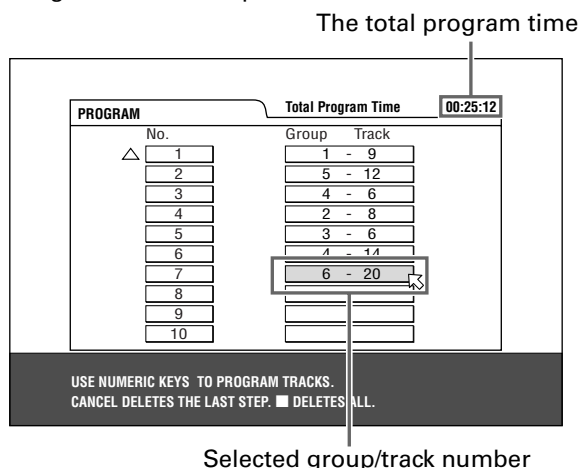 The total program time
PROGRAM
Total Program Time 00:25:12
No. Group Track
1 1 - 9
2 5 - 12
3 4 - 6
4 2 - 8
5 3 - 6
6 4 - 14
7 6 - 20
8
9
10
USE NUMERIC KEYS TO PROGRAM TRACKS.
CANCEL DELETES THE LAST STEP. ■ DELETES ALL.
Selected group/track number